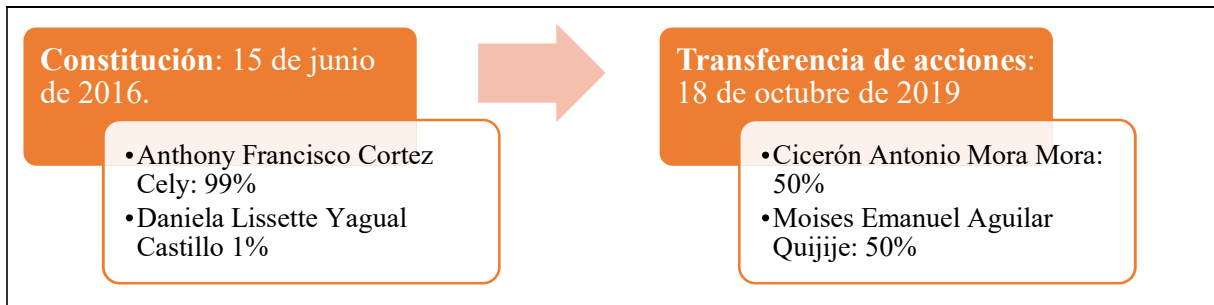 Constitución: 15 de junio
de 2016.
•Anthony Francisco Cortez
Cely: 99%
•Daniela Lissette Yagual
Castillo 1%
Transferencia de acciones:
18 de octubre de 2019
•Cicerón Antonio Mora Mora:
50%
•Moises Emanuel Aguilar
Quijije: 50%